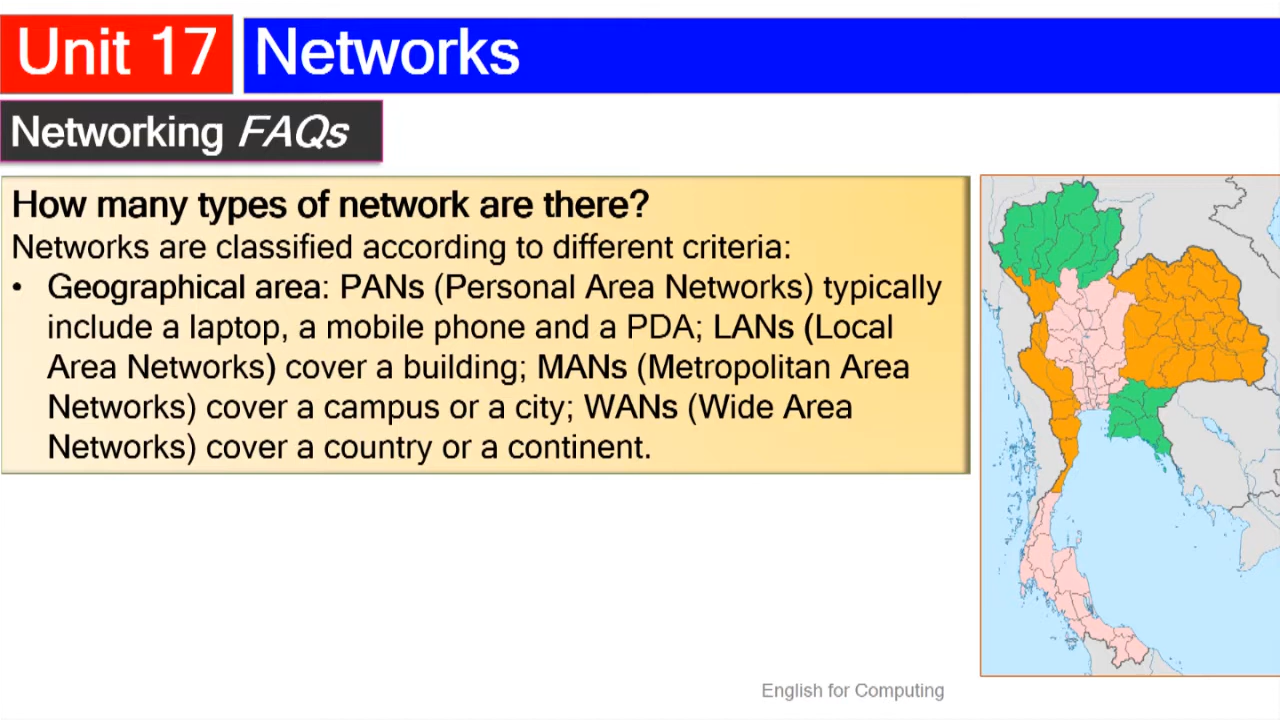 Unit 17 Networks
Networking FAQs
How many types of network are there?
Networks are classified according to different criteria:
• Geographical area: PANs (Personal Area Networks) typically
include a laptop, a mobile phone and a PDA; LANs (Local
Area Networks) cover a building; MANs (Metropolitan Area
Networks) cover a campus or a city; WANs (Wide Area
Networks) cover a country or a continent.
English for Computing